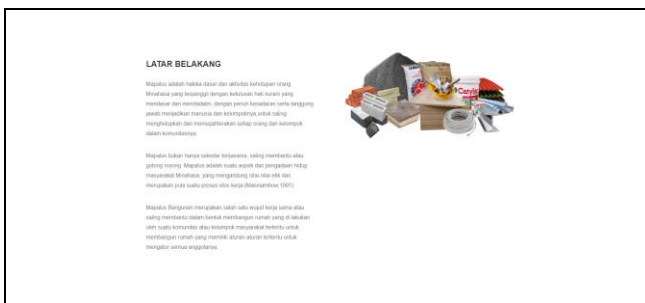 LATAR BELAKANG
Mapalus adalah hakika dasar dan aktivitas kehidupan orang
Minahasa yang terpanggil dengan ketulusan hati nurani yang
mendasar dan mendalam, dengan penuh kesadaran serta tanggung
jawab menjadikan manusia dan kelompoknya,untuk saling
menghidupkan dan mensejahterakan setiap orang dan kelompok
dalam komunitasnya.
Mapalus bukan hanya sekedar kerjasama, saling membantu atau
gotong royong, Mapalus adalah suatu aspek dari pengadaan hidup
masyarakat Minahasa, yang mengandung nilai-nilai etik dan
merupakan pula suatu proses etos kerja
Mapalus Bangunan merupakan salah satu wujud kerja sama atau
saling membantu dalam bentuk membangun rumah yang di lakukan
oleh suatu komunitas atau kelompok masyarakat tertentu untuk
membangun rumah yang memiliki aturan-aturan tertentu untuk
mengatur semua anggotanya